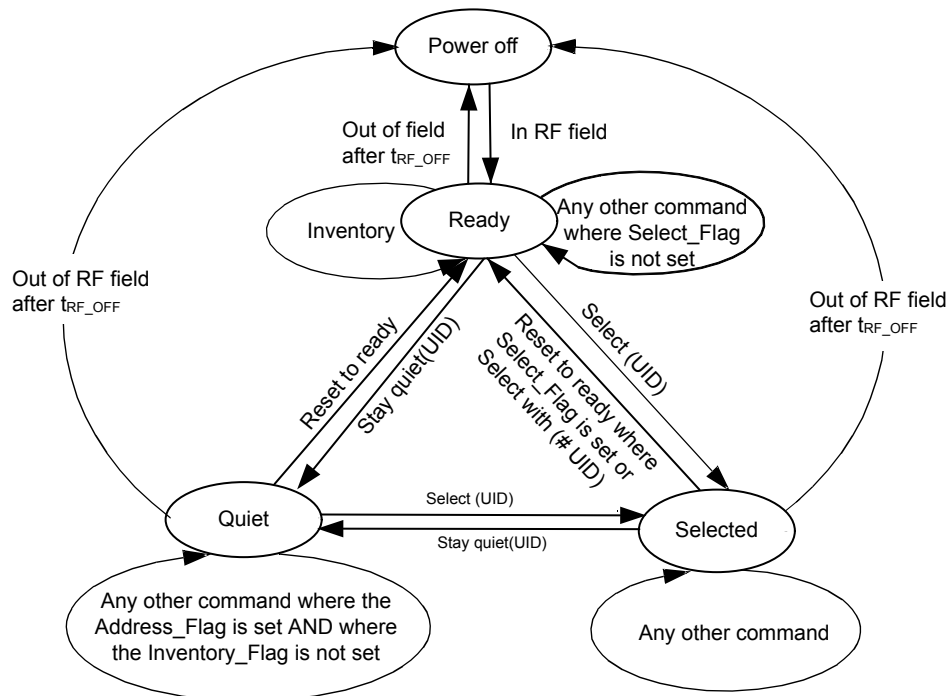 Power off
Out of field
after tRF_OFF
In RF field
Inventory
Ready
Any other command
where Select_Flag
is not set
Out of RF field
after tRF_OFF
Out of RF field
after tRF_OFF
Reset to ready
Stay quiet(UID)
Select (UID)
Reset to ready where
Select_Flag is set or
Select with (# UID)
Quiet
Select (UID)
Stay quiet(UID)
Selected
Any other command where the
Address_Flag is set AND where
the Inventory_Flag is not set
Any other command